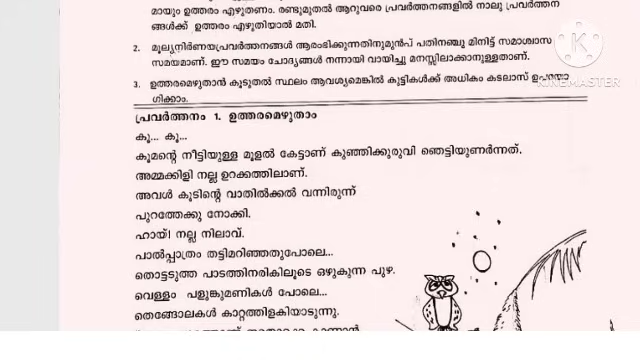 മായും ഉത്തരം എഴുതണം. രണ്ടുമുതൽ ആറുവരെ പ്രവർത്തനങ്ങളിൽ നാലു പ്രവർത്തന
ങ്ങൾക്ക് ഉത്തരം എഴുതിയാൽ മതി.
2. മൂല്യനിർണയപ്രവർത്തനങ്ങൾ ആരംഭിക്കുന്നതിനുമുൻപ് പതിനഞ്ചു മിനിട്ട് സമാശ്വാസ
സമയമാണ്. ഈ സമയം ചോദ്യങ്ങൾ നന്നായി വായിച്ചു മനസ്സിലാക്കാനുള്ളതാണ്.
3. ഉത്തരമെഴുതാൻ കൂടുതൽ സ്ഥലം ആവശ്യമെങ്കിൽ കുട്ടികൾക്ക് അധികം കടലാസ് ഉപയോ
ഗിക്കാം.
KINEMASTER
പ്രവർത്തനം 1. ഉത്തരമെഴുതാം
കൂ... കൂ...
കൂമന്റെ നീട്ടിയുള്ള മൂളൽ കേട്ടാണ് കുഞ്ഞിക്കുരുവി ഞെട്ടിയുണർന്നത്.
അമ്മക്കിളി നല്ല ഉറക്കത്തിലാണ്.
അവൾ കൂടിന്റെ വാതിൽക്കൽ വന്നിരുന്ന്
പുറത്തേക്കു നോക്കി.
ഹായ്! നല്ല നിലാവ്.
പാൽപ്പാത്രം തട്ടിമറിഞ്ഞതുപോലെ...
തൊട്ടടുത്ത പാടത്തിനരികിലൂടെ ഒഴുകുന്ന പുഴ.
വെള്ളം പളുങ്കുമണികൾ പോലെ...
തെങ്ങോലകൾ കാറ്റത്തിളകിയാടുന്നു.